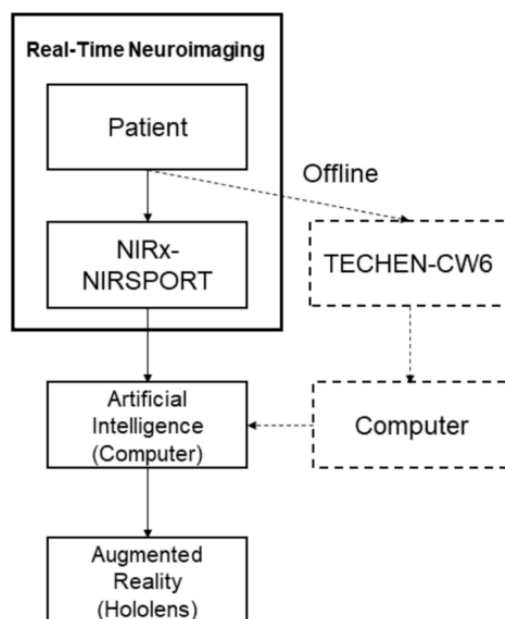 Real-Time Neuroimaging
Patient
Offline
NIRx-
NIRSPORT
TECHEN-CW6
Artificial
Intelligence
(Computer)
Computer
Augmented
Reality
(Hololens)